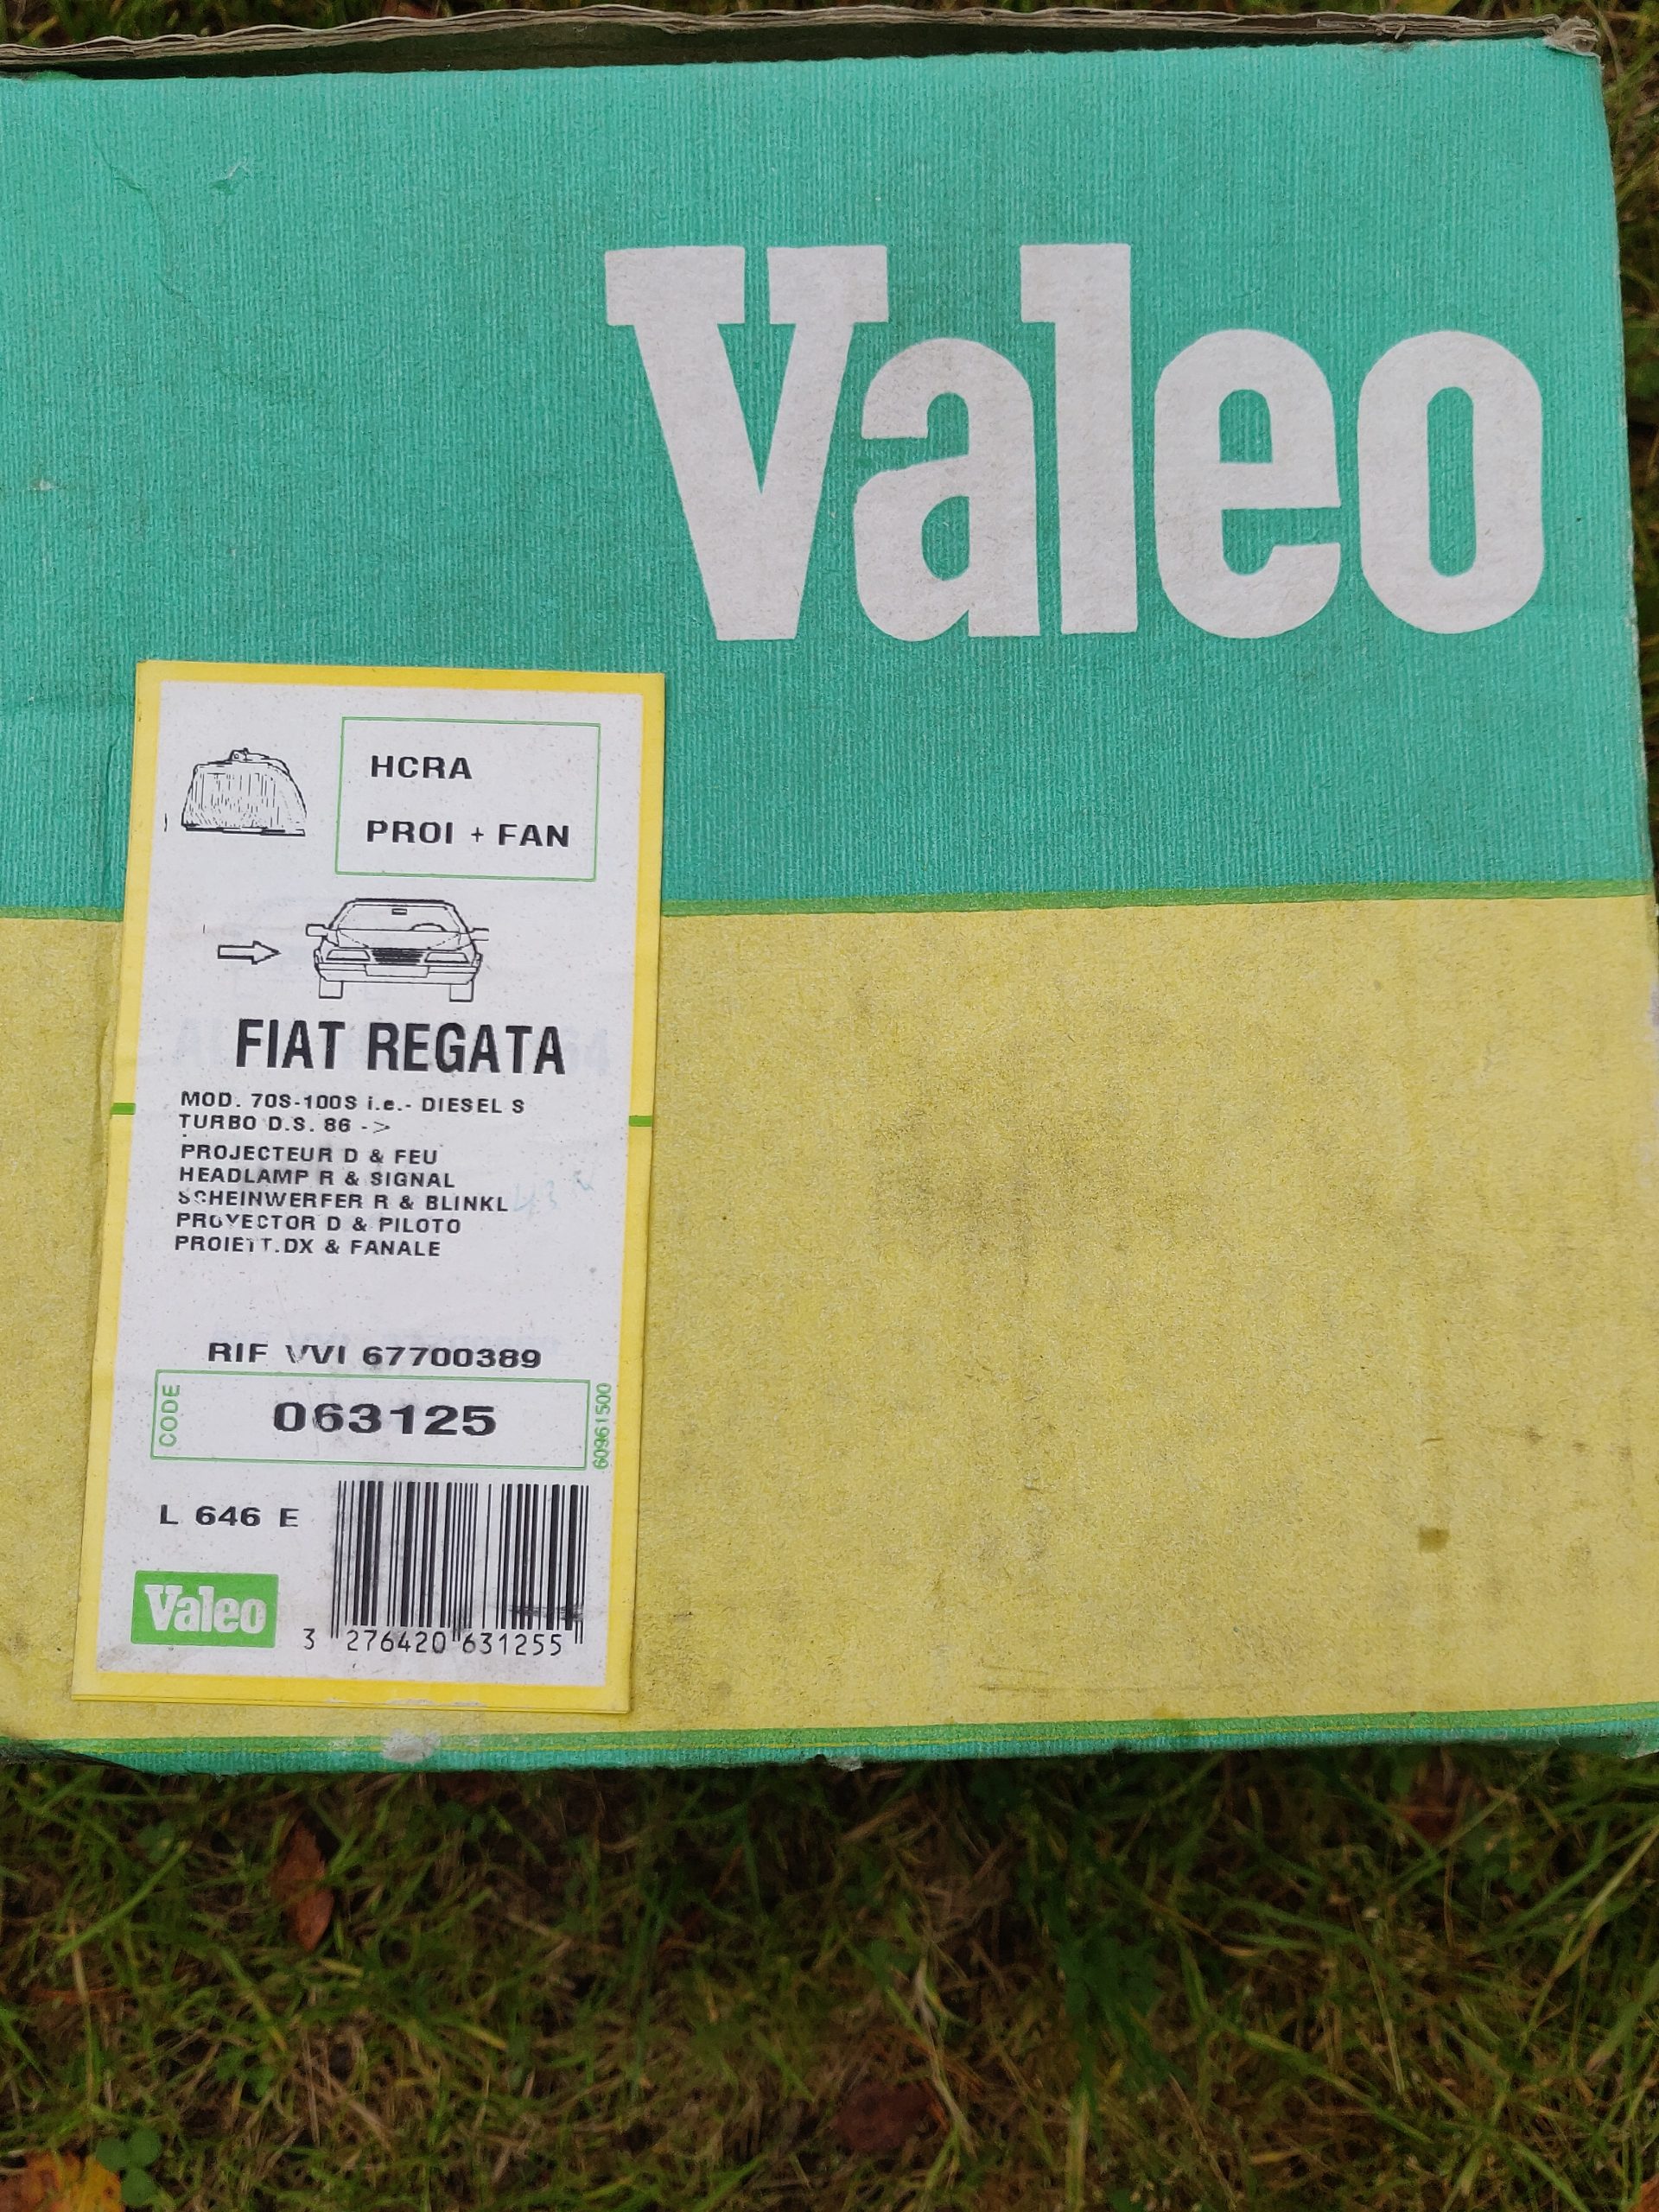 Valeo
HCRA
PROI + FAN
FIAT REGATA
MOD. 70S-100S i.e.- DIESEL S
TURBO D.S. 86 ->
PROJECTEUR D & FEU
HEADLAMP R & SIGNAL
SCHEINWERFER R & BLINKL
PROYECTOR D & PILOTO
PROIETT.DX & FANALE
RIF VVI 67700389
CODE
063125
60961500
L 646 E
Valeo
3 276420 631255